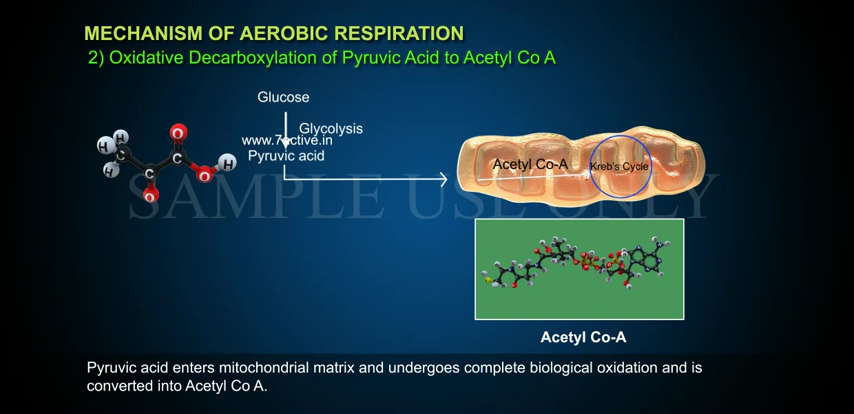 MECHANISM OF AEROBIC RESPIRATION
2) Oxidative Decarboxylation of Pyruvic Acid to Acetyl Co A
Glucose
Glycolysis
www.7active.in
Pyruvic acid
H
H
H
C
C
C
O
O
O
H
Acetyl Co-A
Kreb's Cycle
SAMPLE USE ONLY
Acetyl Co-A
Pyruvic acid enters mitochondrial matrix and undergoes complete biological oxidation and is
converted into Acetyl Co A.